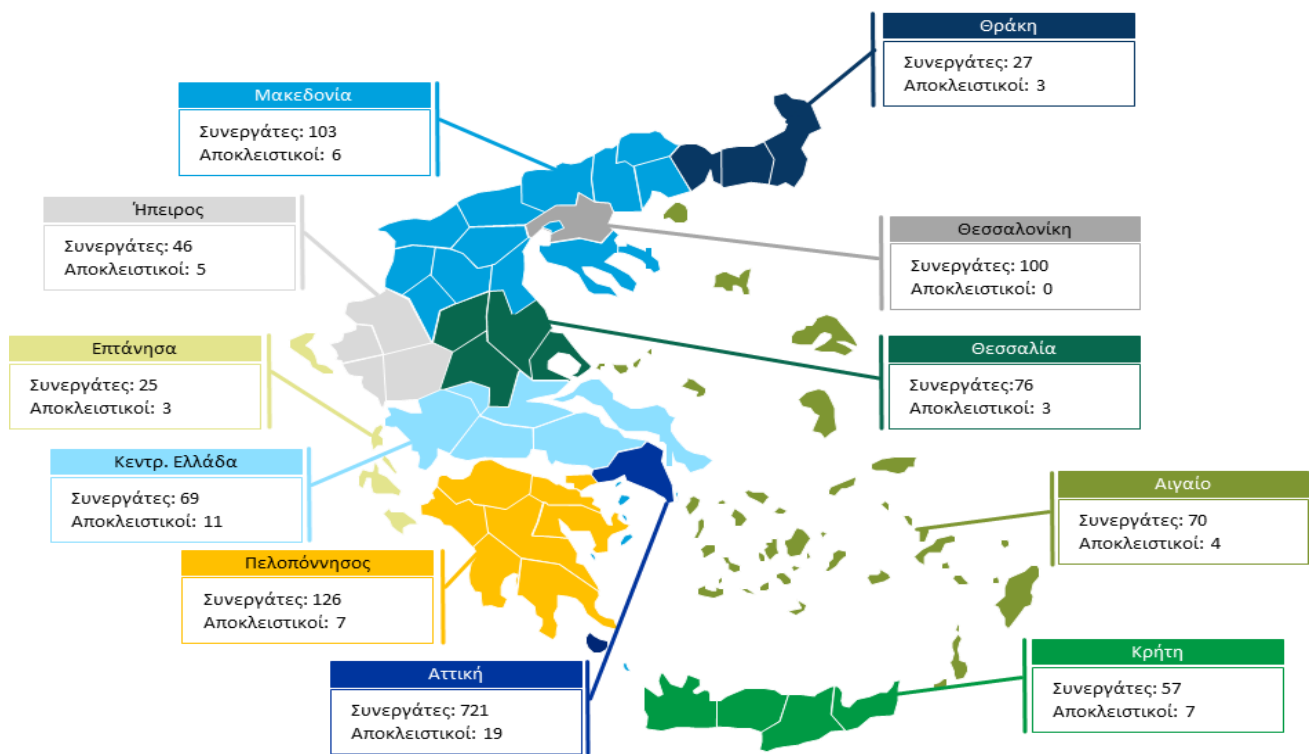 Θράκη
Συνεργάτες: 27
Αποκλειστικοί: 3
Μακεδονία
Συνεργάτες: 103
Αποκλειστικοί: 6
Ήπειρος
Συνεργάτες: 46
Αποκλειστικοί: 5
Θεσσαλονίκη
Συνεργάτες: 100
Αποκλειστικοί: 0
Επτάνησα
Συνεργάτες: 25
Αποκλειστικοί: 3
Θεσσαλία
Συνεργάτες:76
Αποκλειστικοί: 3
Κεντρ. Ελλάδα
Συνεργάτες: 69
Αποκλειστικοί: 11
Αιγαίο
Συνεργάτες: 70
Αποκλειστικοί: 4
Πελοπόννησος
Συνεργάτες: 126
Αποκλειστικοί: 7
Αττική
Συνεργάτες: 721
Αποκλειστικοί: 19
Κρήτη
Συνεργάτες: 57
Αποκλειστικοί: 7